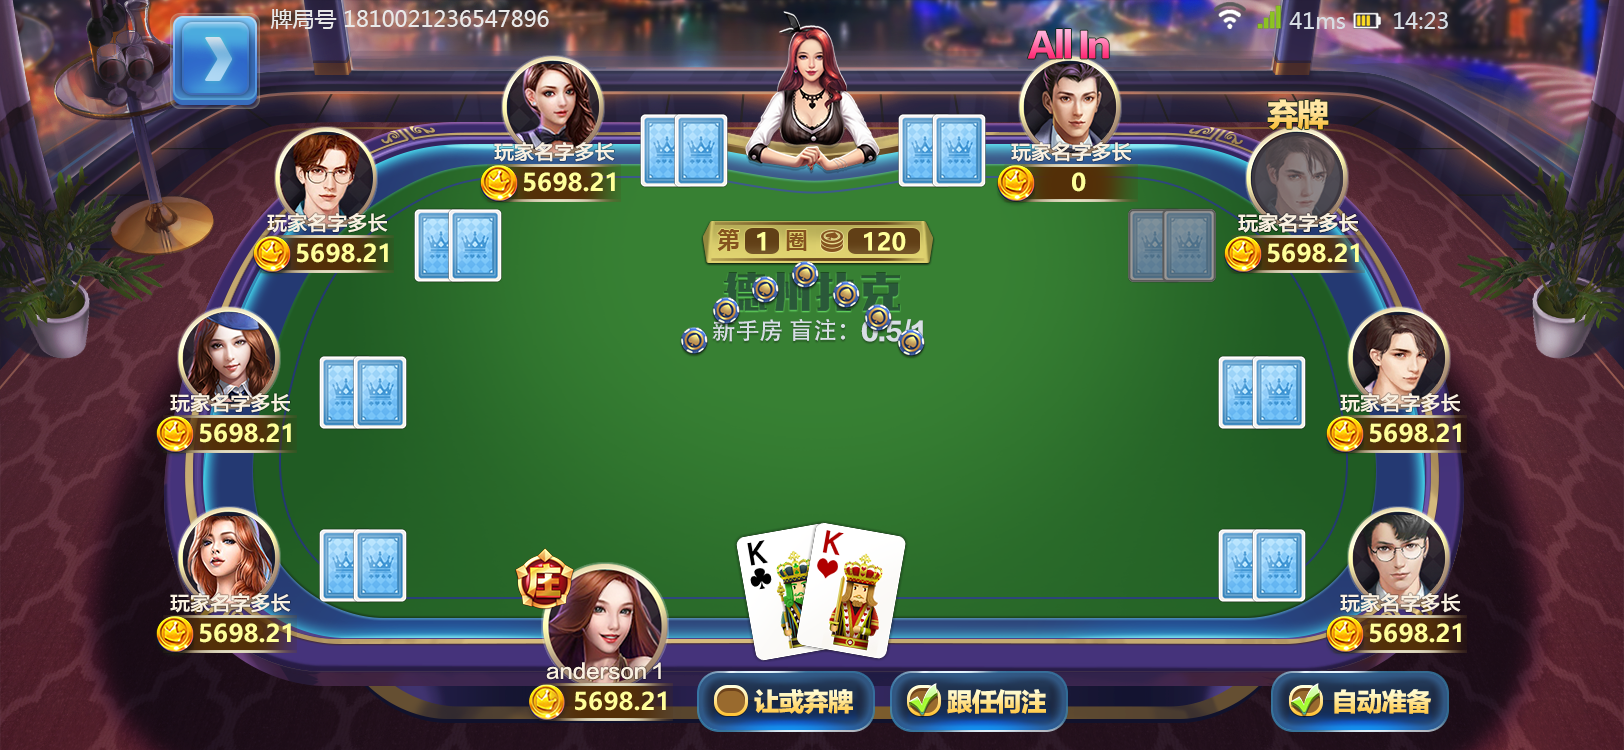 牌局号 1810021236547896
41ms 14:23
All In
弃牌
玩家名字多长
5698.21
玩家名字多长
0
玩家名字多长
5698.21
玩家名字多长
5698.21
第 1 圈 120
德州扑克
新手房 盲注：0.5/1
玩家名字多长
5698.21
玩家名字多长
5698.21
K
K
庄
玩家名字多长
5698.21
玩家名字多长
5698.21
anderson 1
5698.21
让或弃牌
跟任何注
自动准备